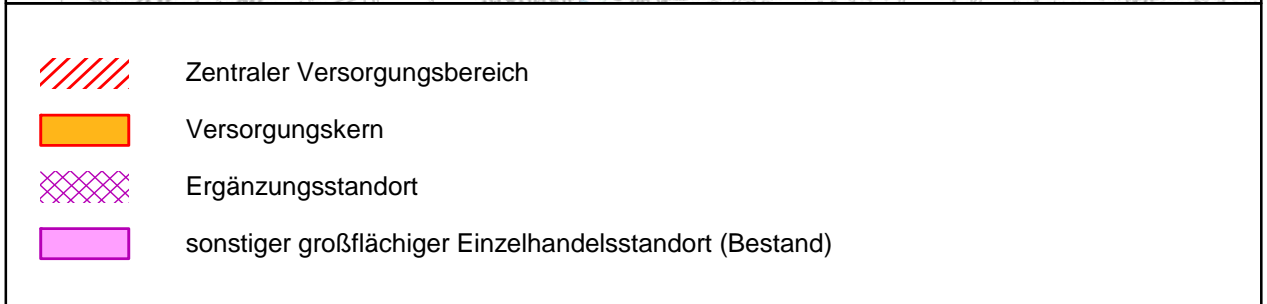 Zentraler Versorgungsbereich
Versorgungskern
Ergänzungsstandort
sonstiger großflächiger Einzelhandelsstandort (Bestand)